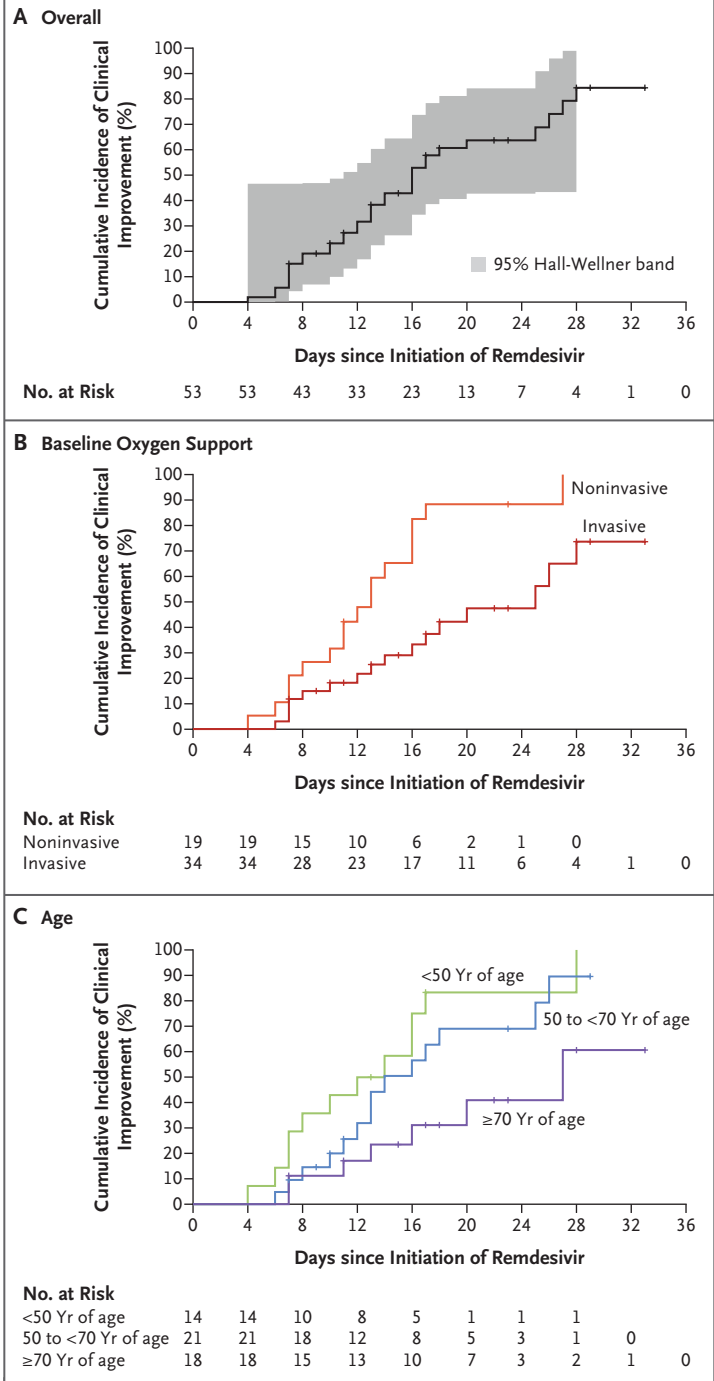 A Overall
Cumulative Incidence of Clinical
Improvement (%)
100
90
80
70
60
50
40
30
20
10
0
95% Hall-Wellner band
0 4 8 12 16 20 24 28 32 36
Days since Initiation of Remdesivir
No. at Risk 53 53 43 33 23 13 7 4 1 0
B Baseline Oxygen Support
Cumulative Incidence of Clinical
Improvement (%)
100
90
80
70
60
50
40
30
20
10
0
Noninvasive
Invasive
0 4 8 12 16 20 24 28 32 36
Days since Initiation of Remdesivir
No. at Risk
Noninvasive 19 19 15 10 6 2 1 0
Invasive 34 34 28 23 17 11 6 4 1 0
C Age
Cumulative Incidence of Clinical
Improvement (%)
100
90
80
70
60
50
40
30
20
10
0
<50 Yr of age
50 to <70 Yr of age
≥70 Yr of age
0 4 8 12 16 20 24 28 32 36
Days since Initiation of Remdesivir
No. at Risk
<50 Yr of age 14 14 10 8 5 1 1 1
50 to <70 Yr of age 21 21 18 12 8 5 3 1 0
≥70 Yr of age 18 18 15 13 10 7 3 2 1 0